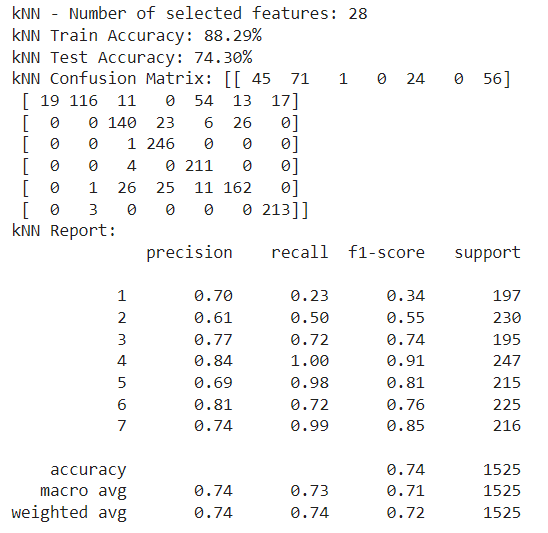 kNN - Number of selected features: 28
kNN Train Accuracy: 88.29%
kNN Test Accuracy: 74.30%
kNN Confusion Matrix: [[ 45  71   1   0  24   0  56]
 [ 19 116  11   0  54  13  17]
 [  0   0 140  23   6  26   0]
 [  0   0   1 246   0   0   0]
 [  0   0   4   0 211   0   0]
 [  0   1  26  25  11 162   0]
 [  0   3   0   0   0   0 213]]
kNN Report:
              precision    recall  f1-score   support

           1       0.70      0.23      0.34       197
           2       0.61      0.50      0.55       230
           3       0.77      0.72      0.74       195
           4       0.84      1.00      0.91       247
           5       0.69      0.98      0.81       215
           6       0.81      0.72      0.76       225
           7       0.74      0.99      0.85       216

    accuracy                           0.74      1525
   macro avg       0.74      0.73      0.71      1525
weighted avg       0.74      0.74      0.72      1525